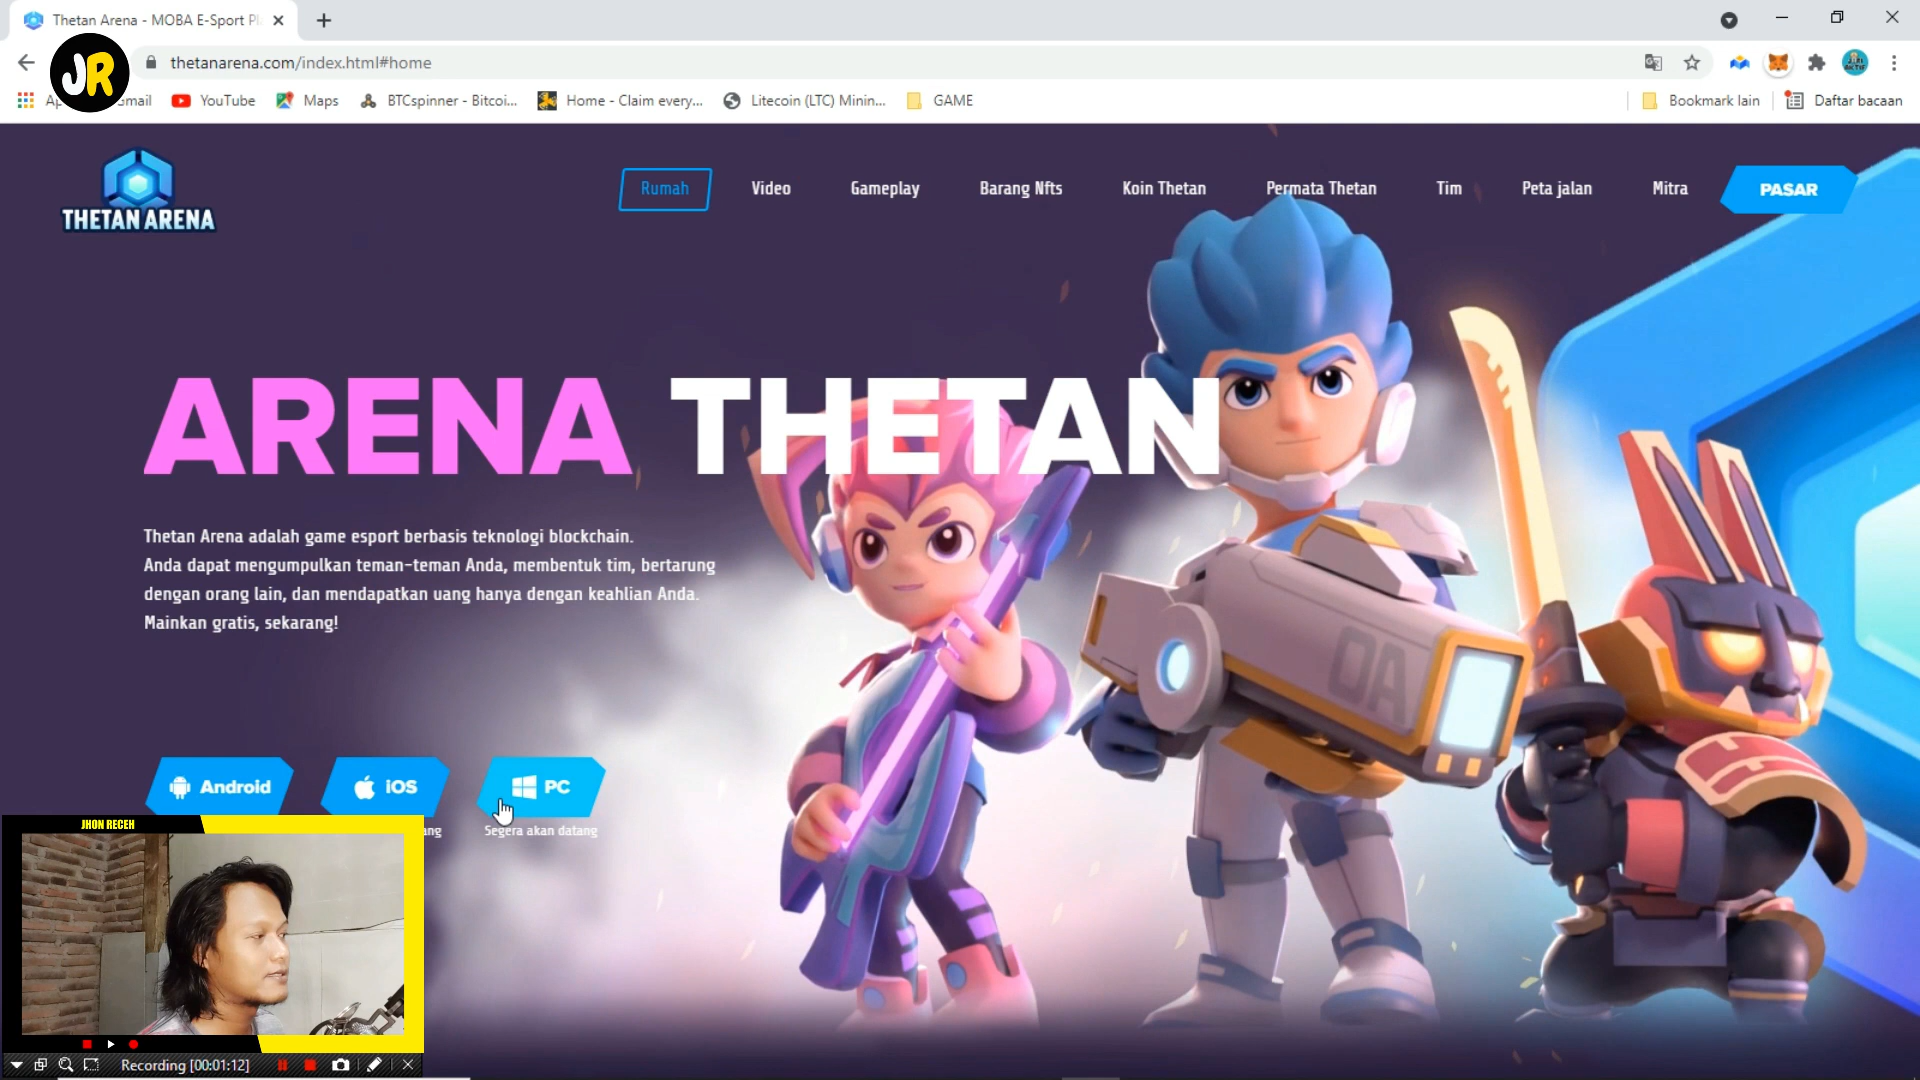 Thetan Arena - MOBA E-Sport Pl
thetanarena.com/index.html#home
JR
Gmail
YouTube
Maps
BTCspinner - Bitcoi...
Home - Claim every...
Litecoin (LTC) Minin...
GAME
Bookmark lain
Daftar bacaan
THETAN ARENA
Rumah
Video
Gameplay
Barang Nfts
Koin Thetan
Permata Thetan
Tim
Peta jalan
Mitra
PASAR
ARENA THETAN
Thetan Arena adalah game esport berbasis teknologi blockchain.
Anda dapat mengumpulkan teman-teman Anda, membentuk tim, bertarung
dengan orang lain, dan mendapatkan uang hanya dengan keahlian Anda.
Mainkan gratis, sekarang!
OA
Android
iOS
PC
Segera akan datang
JHON RECEH
Recording [00:01:12]